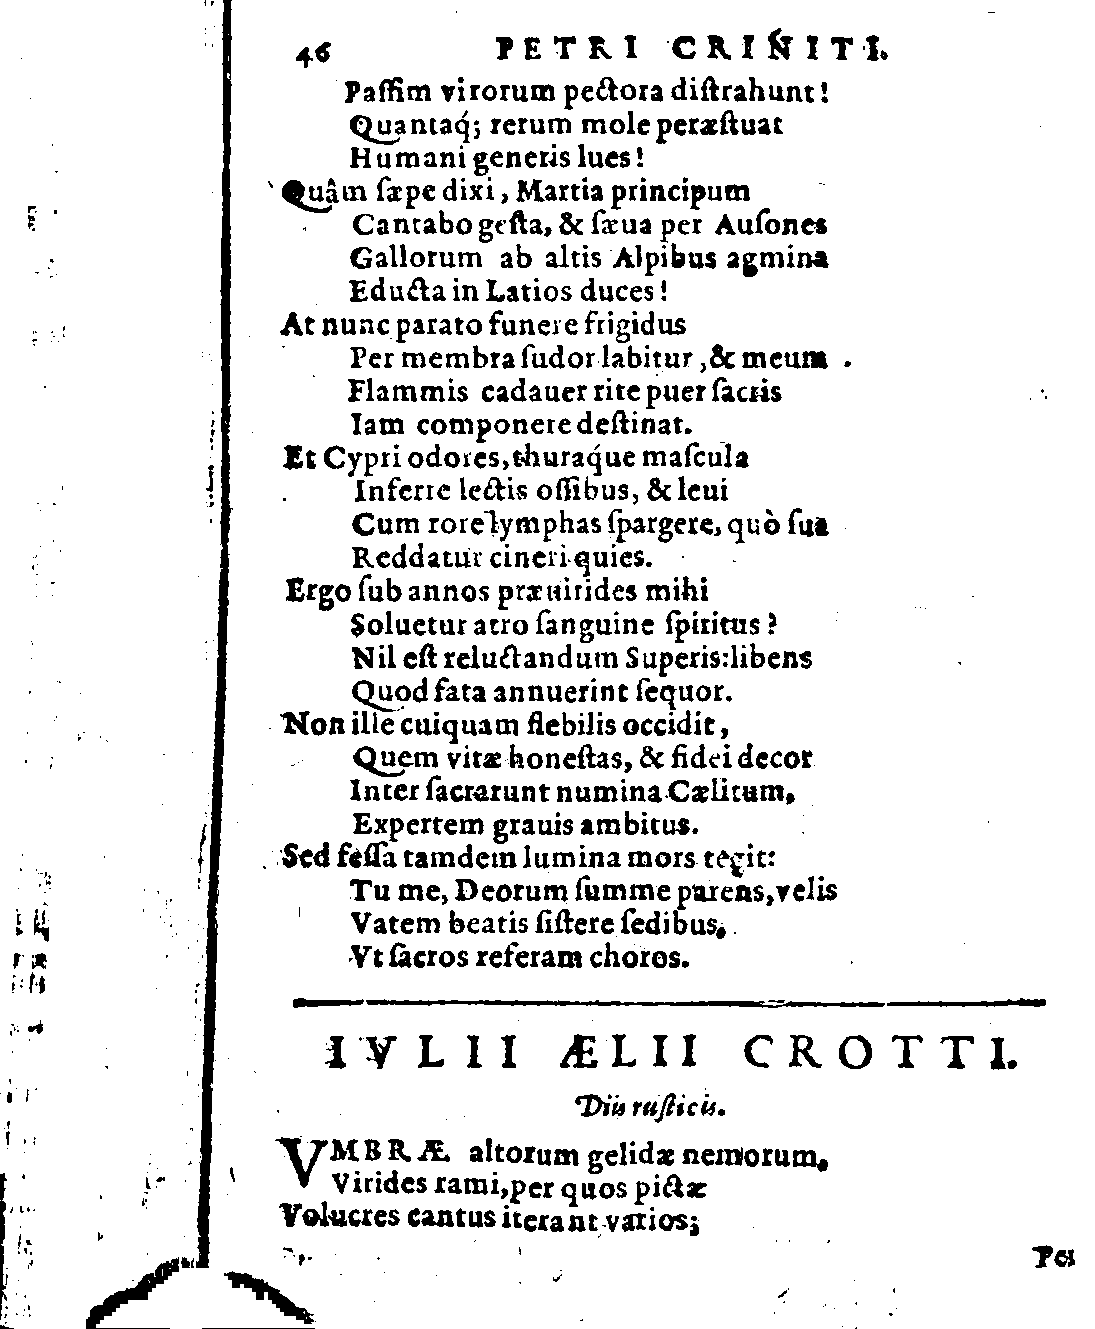 46 PETRI CRINITI.
Paſſim virorum pectora diſtrahunt!
Quantaq́; rerum mole peræſtuat
Humani generis lues!
Quâm ſæpe dixi, Martia principum
Cantabo geſta, & ſæua per Auſones
Gallorum ab altis Alpibus agmina
Educta in Latios duces!
At nunc parato funere frigidus
Per membra ſudor labitur, & meum
Flammis cadauer rite puer ſacris
Iam componere deſtinat.
Et Cypri odores, thuraq́ue maſcula
Inferre lectis oſſibus, & leui
Cum rore lymphas ſpargere, quò ſua
Reddatur cineri quies.
Ergo ſub annos præuirides mihi
Soluetur atro ſanguine ſpiritus?
Nil eſt reluctandum Superis: libens
Quod fata annuerint ſequor.
Non ille cuiquam flebilis occidit,
Quem vitæ honeſtas, & fidei decor
Inter ſacrarunt numina Cælitum,
Expertem grauis ambitus.
Sed feſſa tamdem lumina mors tegit:
Tu me, Deorum ſumme parens, velis
Vatem beatis ſiſtere ſedibus,
Vt ſacros referam choros.
IVLII ÆLII CROTTI.
Diis ruſticis.
VMBRÆ altorum gelidæ nemorum,
Virides rami, per quos pictæ
Volucres cantus iterant varios;
Per